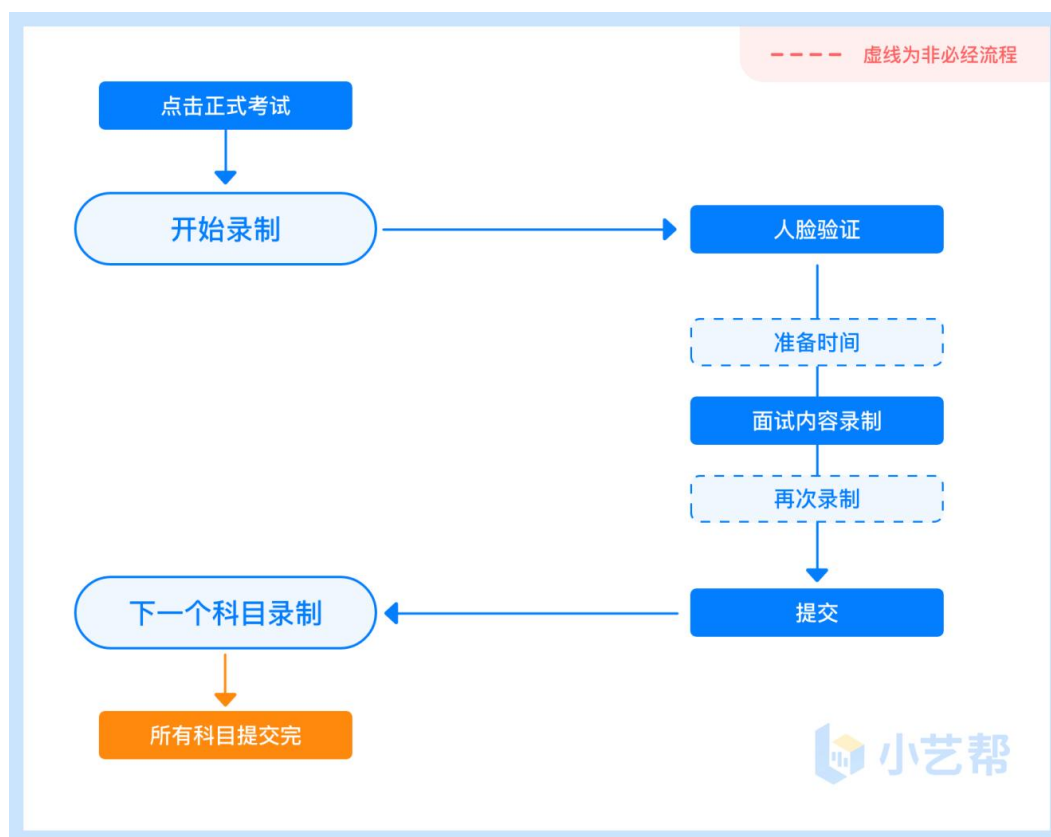 虚线为非必经流程
点击正式考试
开始录制
人脸验证
准备时间
面试内容录制
再次录制
提交
下一个科目录制
所有科目提交完
小艺帮